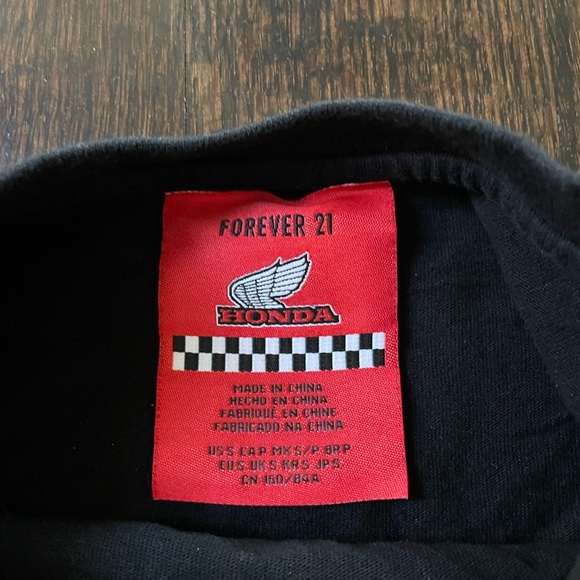 FOREVER 21
HONDA
MADE IN CHINA
HECHO EN CHINA
FABRIQUÉ EN CHINE
FABRICADO NA CHINA
US S · CA P · MX S/P · BR P
EU S · UK S · KR S · JP S
CN 160/84A